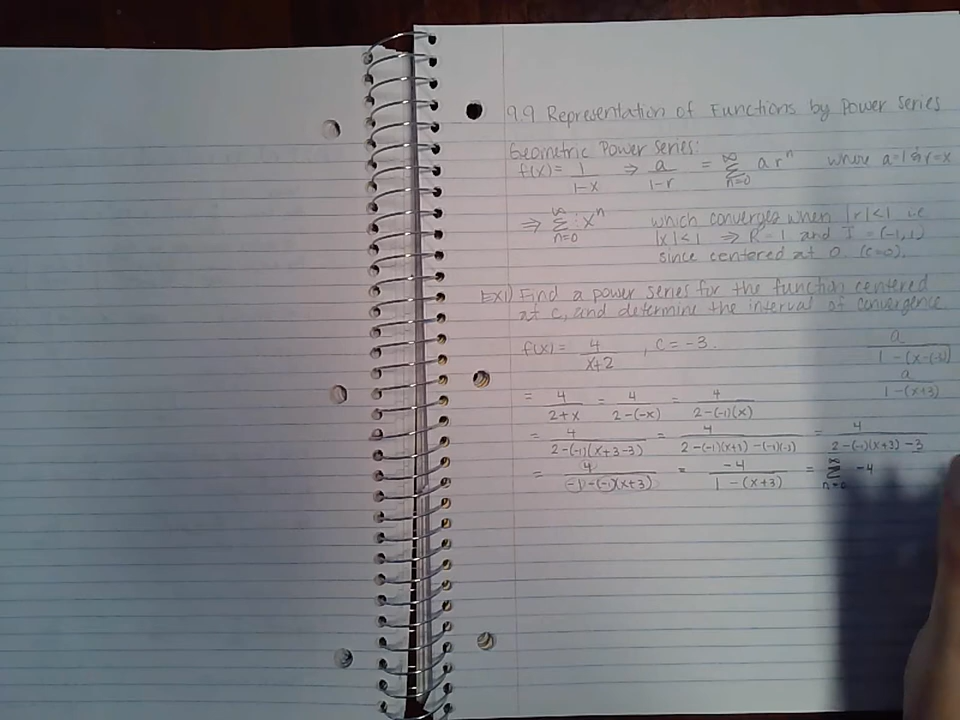 9.9 Representation of Functions by Power Series
Geometric Power Series:
f(x) = 1/(1-x) ⇒ a/(1-r) = ∑_{n=0}^{∞} a r^n where a=1 & r=x
⇒ ∑_{n=0}^{∞} x^n which converges when |r|<1 i.e
|x|<1 ⇒ R=1 and I = (-1,1)
since centered at 0. (c=0).
Ex1) Find a power series for the function centered
at c, and determine the interval of convergence
f(x) = 4/(x+2) , c = -3.
a/(1-(x-(-3)))
a/(1-(x+3))
= 4/(2+x) = 4/(2-(-x)) = 4/(2-(-1)(x))
= 4/(2-(-1)(x+3-3)) = 4/(2-(-1)(x+3)-(-1)(-3)) = 4/(2-(-1)(x+3)-3)
= 4/(-1-(-1)(x+3)) = -4/(1-(x+3)) = ∑_{n=0}^{∞} -4